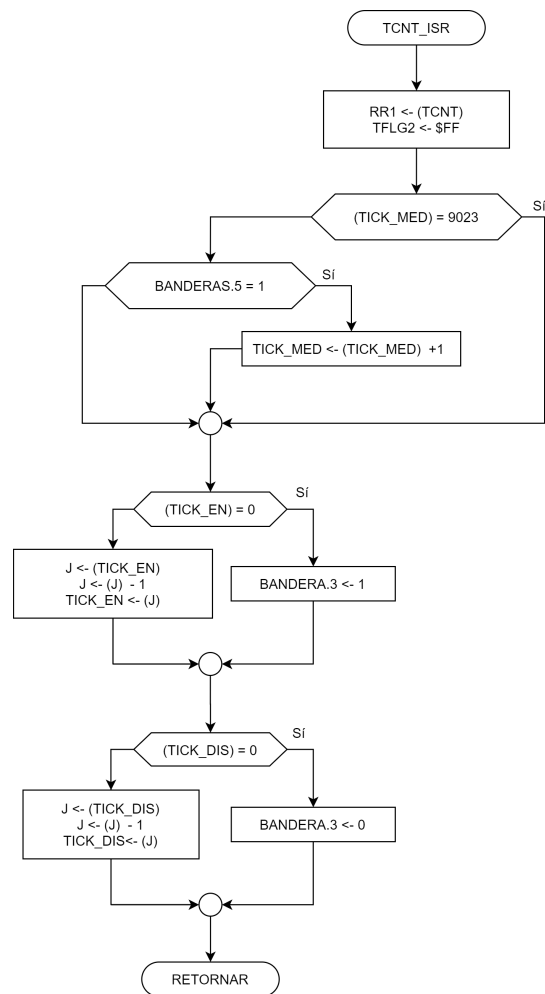 TCNT_ISR
RR1 <- (TCNT)
TFLG2 <- $FF
(TICK_MED) = 9023
Sí
BANDERAS.5 = 1
Sí
TICK_MED <- (TICK_MED) +1
(TICK_EN) = 0
Sí
J <- (TICK_EN)
J <- (J) - 1
TICK_EN <- (J)
BANDERA.3 <- 1
(TICK_DIS) = 0
Sí
J <- (TICK_DIS)
J <- (J) - 1
TICK_DIS<- (J)
BANDERA.3 <- 0
RETORNAR